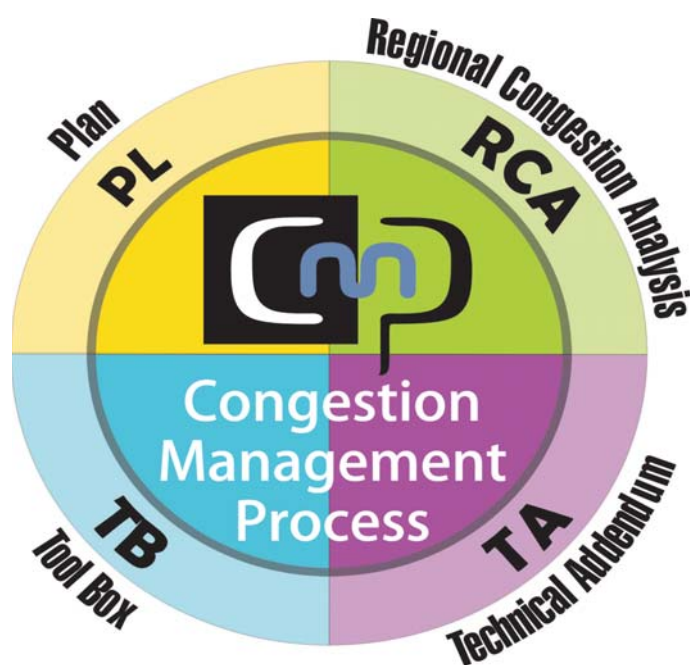 Plan
PL
Regional Congestion Analysis
RCA
cmp
Congestion
Management
Process
TB
Tool Box
TA
Technical Addendum